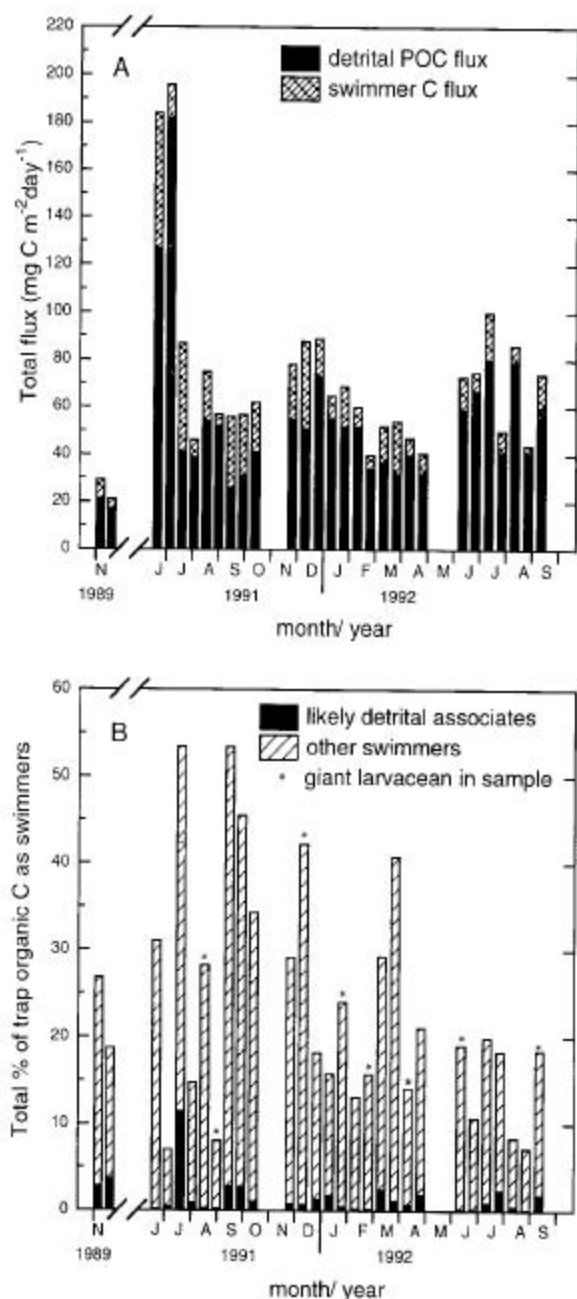 220
200
180
160
140
120
100
80
60
40
20
0
Total flux (mg C m⁻²day⁻¹)
A
detrital POC flux
swimmer C flux
N J J A S O N D J F M A M J J A S
1989 1991 1992
month/ year
60
50
40
30
20
10
0
Total % of trap organic C as swimmers
B
likely detrital associates
other swimmers
* giant larvacean in sample
N J J A S O N D J F M A M J J A S
1989 1991 1992
month/ year